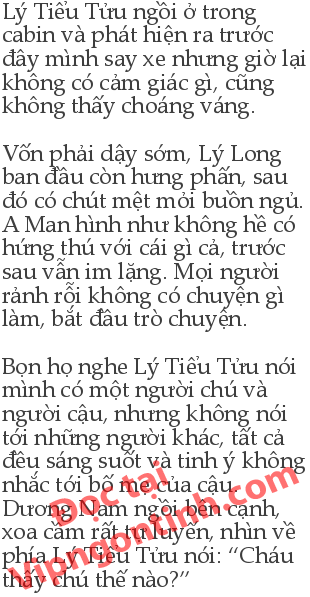 Lý Tiểu Tửu ngồi ở trong
cabin và phát hiện ra trước
đây mình say xe nhưng giờ lại
không có cảm giác gì, cũng
không thấy choáng váng.
Vốn phải dậy sớm, Lý Long
ban đầu còn hưng phấn, sau
đó có chút mệt mỏi buồn ngủ.
A Man hình như không hề có
hứng thú với cái gì cả, trước
sau vẫn im lặng. Mọi người
rảnh rỗi không có chuyện gì
làm, bắt đầu trò chuyện.
Bọn họ nghe Lý Tiểu Tửu nói
mình có một người chú và
người cậu, nhưng không nói
tới những người khác, tất cả
đều sáng suốt và tinh ý không
nhắc tới bố mẹ của cậu.
Dương Nam ngồi bên cạnh,
xoa cằm rất tự luyến, nhìn về
phía Lý Tiểu Tửu nói: “Cháu
thấy chú thế nào?”
Đọc tại
Vipngontinh.com